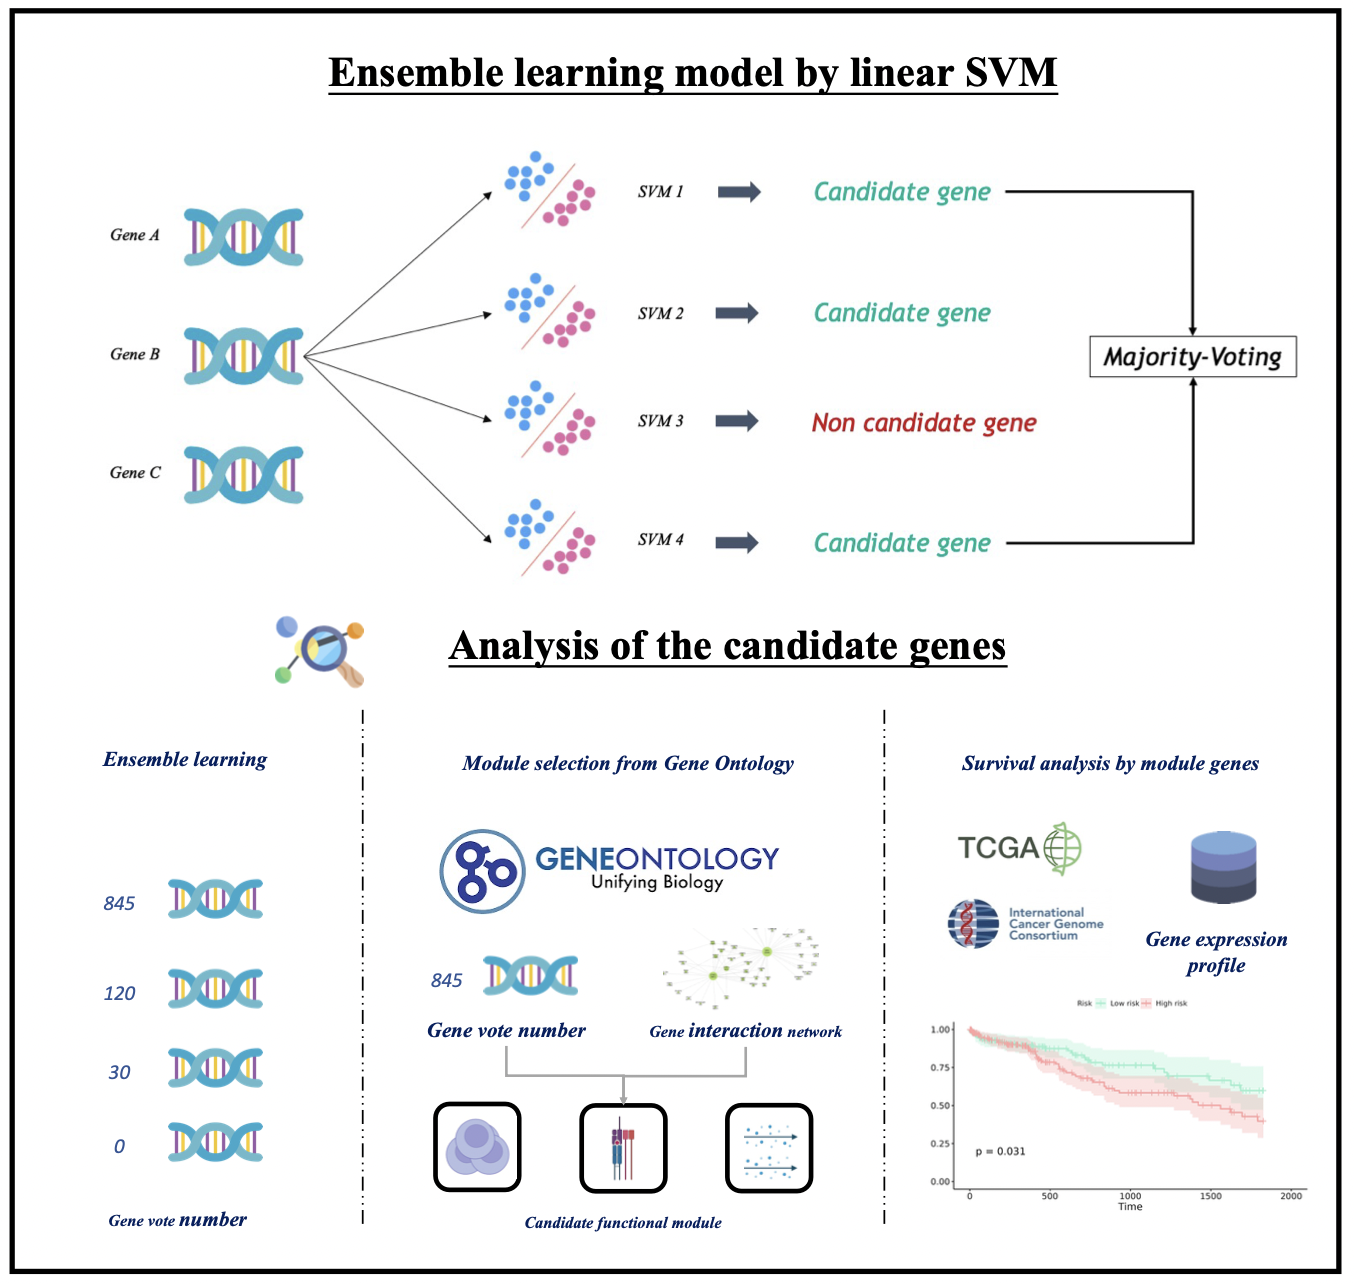 Ensemble learning model by linear SVM
Gene A
Gene B
Gene C
SVM 1
Candidate gene
SVM 2
Candidate gene
SVM 3
Non candidate gene
SVM 4
Candidate gene
Majority-Voting
Analysis of the candidate genes
Ensemble learning
845
120
30
0
Gene vote number
Module selection from Gene Ontology
GENEONTOLOGY
Unifying Biology
845
Gene vote number
Gene interaction network
Candidate functional module
Survival analysis by module genes
TCGA
International
Cancer Genome
Consortium
Gene expression
profile
Risk Low risk High risk
1.00
0.75
0.50
0.25
0.00
p = 0.031
0 500 1000 1500 2000
Time